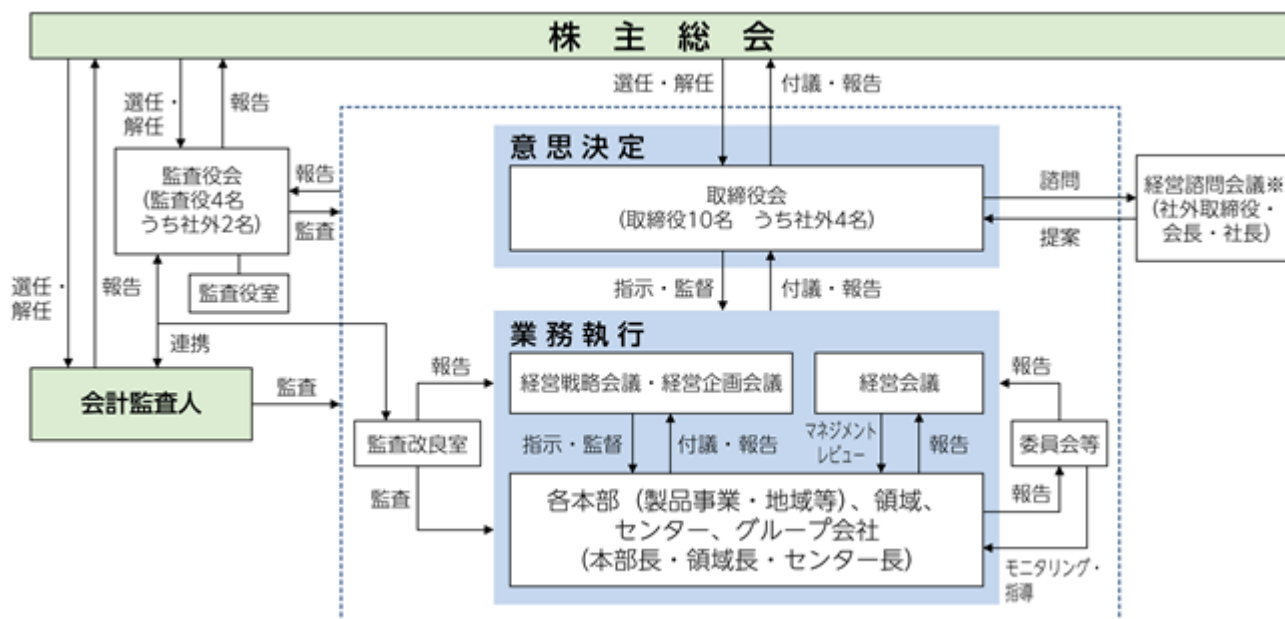 株主総会
選任・解任
付議・報告
選任・
解任
報告
意思決定
監査役会
(監査役4名
うち社外2名)
報告
監査
取締役会
(取締役10名　うち社外4名)
諮問
提案
経営諮問会議※
(社外取締役・
会長・社長)
監査役室
選任・
解任
報告
指示・監督
付議・報告
連携
業務執行
報告
経営戦略会議・経営企画会議
経営会議
報告
会計監査人
監査
監査改良室
指示・監督
付議・報告
マネジメント
レビュー
報告
委員会等
監査
各本部（製品事業・地域等）、領域、
センター、グループ会社
(本部長・領域長・センター長)
報告
モニタリング・
指導